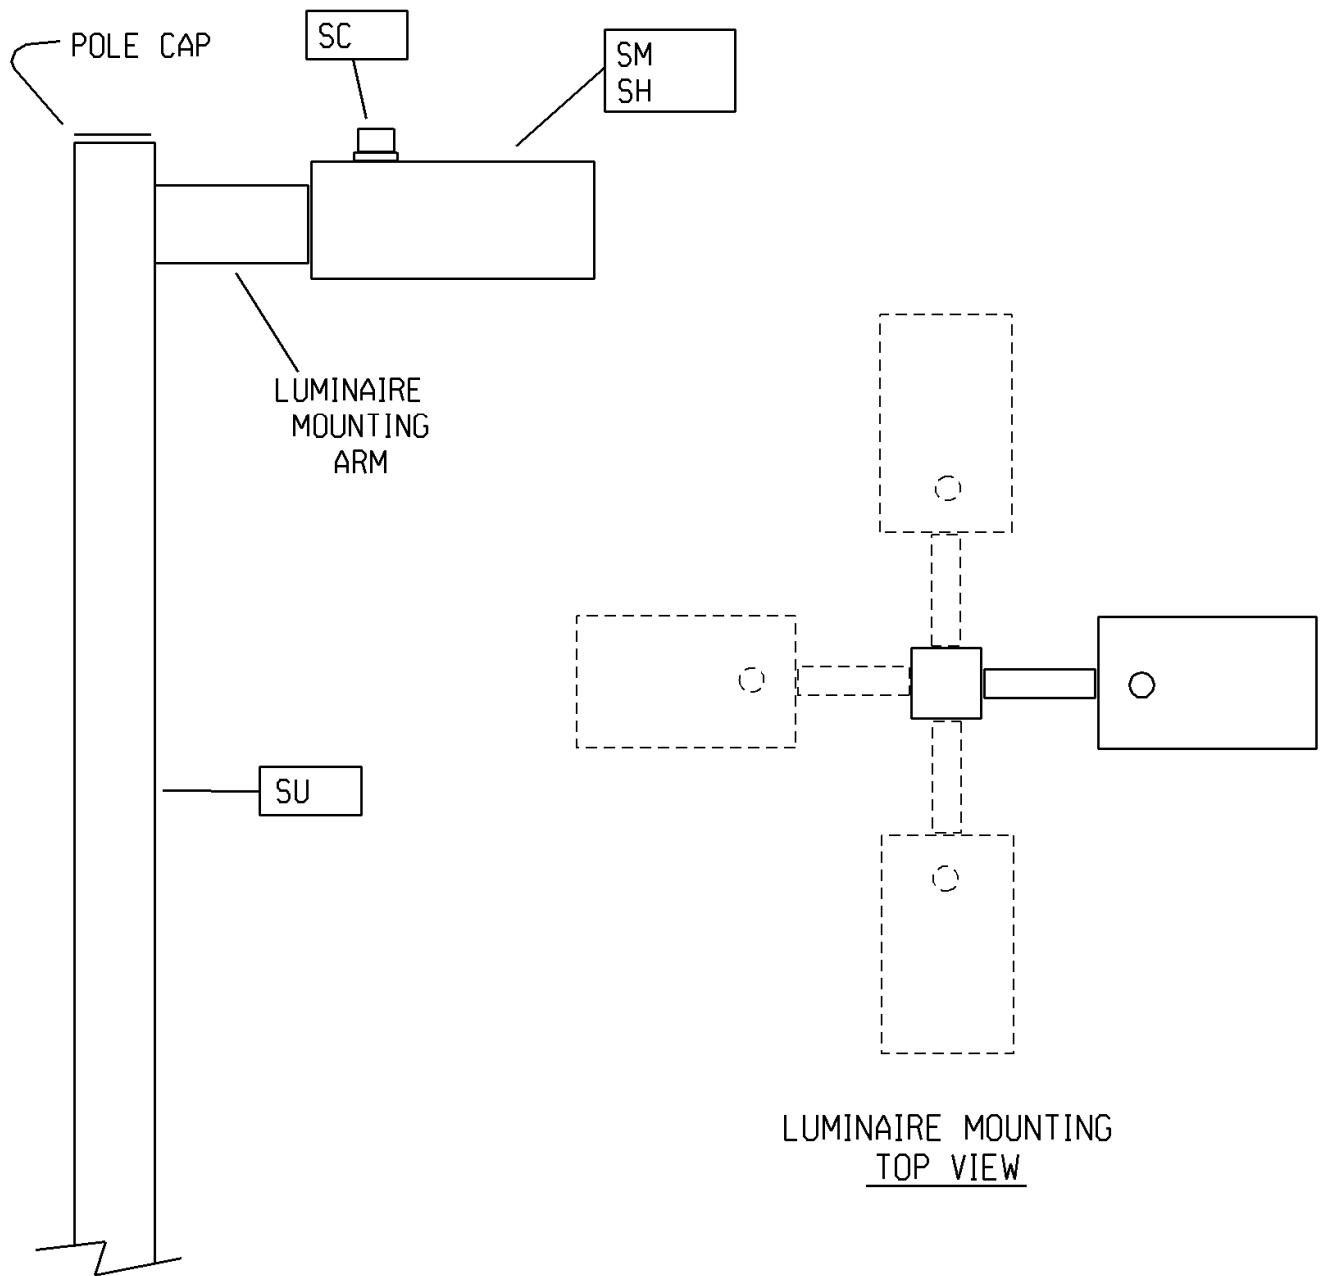 POLE CAP
SC
SM
SH
LUMINAIRE
MOUNTING
ARM
SU
LUMINAIRE MOUNTING
TOP VIEW